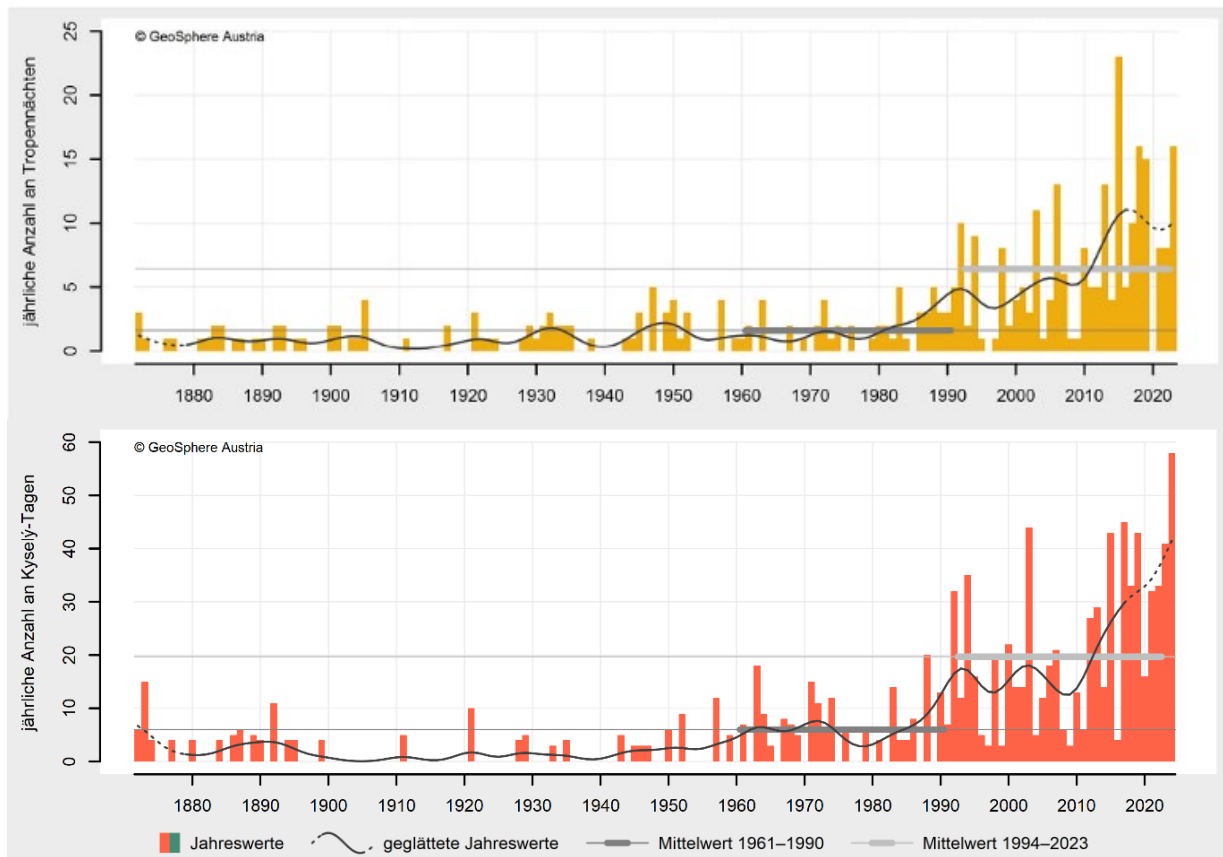 © GeoSphere Austria
jährliche Anzahl an Tropennächten
25
20
15
10
5
0
1880 1890 1900 1910 1920 1930 1940 1950 1960 1970 1980 1990 2000 2010 2020
© GeoSphere Austria
jährliche Anzahl an Kyselý-Tagen
60
50
40
30
20
10
0
1880 1890 1900 1910 1920 1930 1940 1950 1960 1970 1980 1990 2000 2010 2020
Jahreswerte geglättete Jahreswerte Mittelwert 1961–1990 Mittelwert 1994–2023